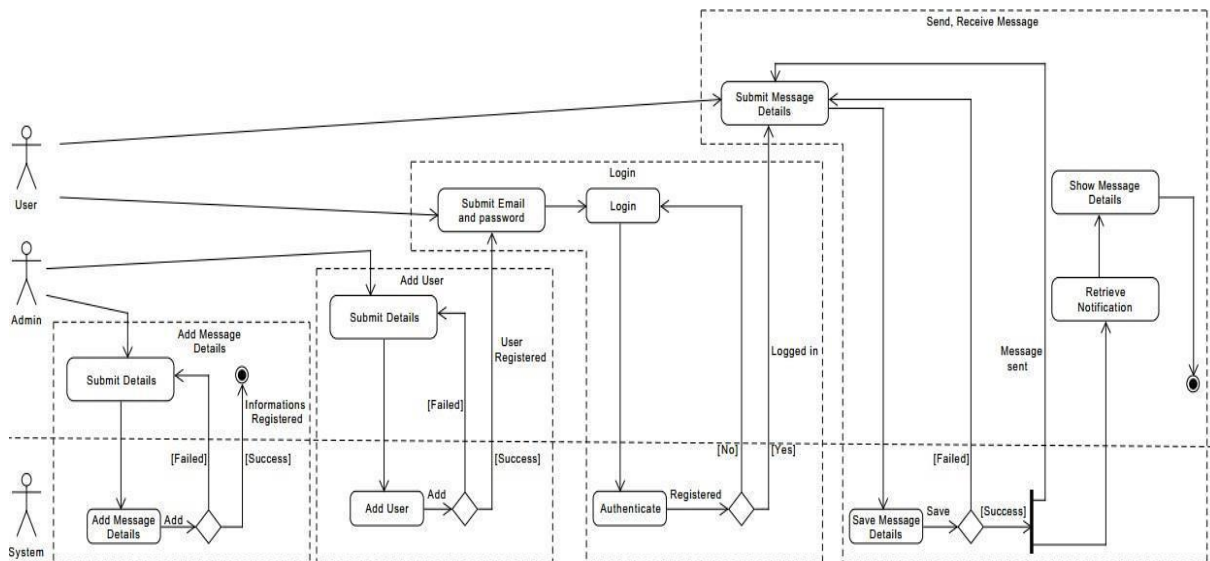 Send, Receive Message
Submit Message
Details
User
Login
Submit Email
and password
Login
Show Message
Details
Admin
Add User
Submit Details
Retrieve
Notification
Add Message
Details
Submit Details
User
Registered
Logged in
Message
sent
Informations
Registered
[Failed]
[Failed]
[Success]
[Success]
[No]
[Yes]
[Failed]
System
Add Message
Details
Add
Add User
Add
Authenticate
Registered
Save Message
Details
Save
[Success]